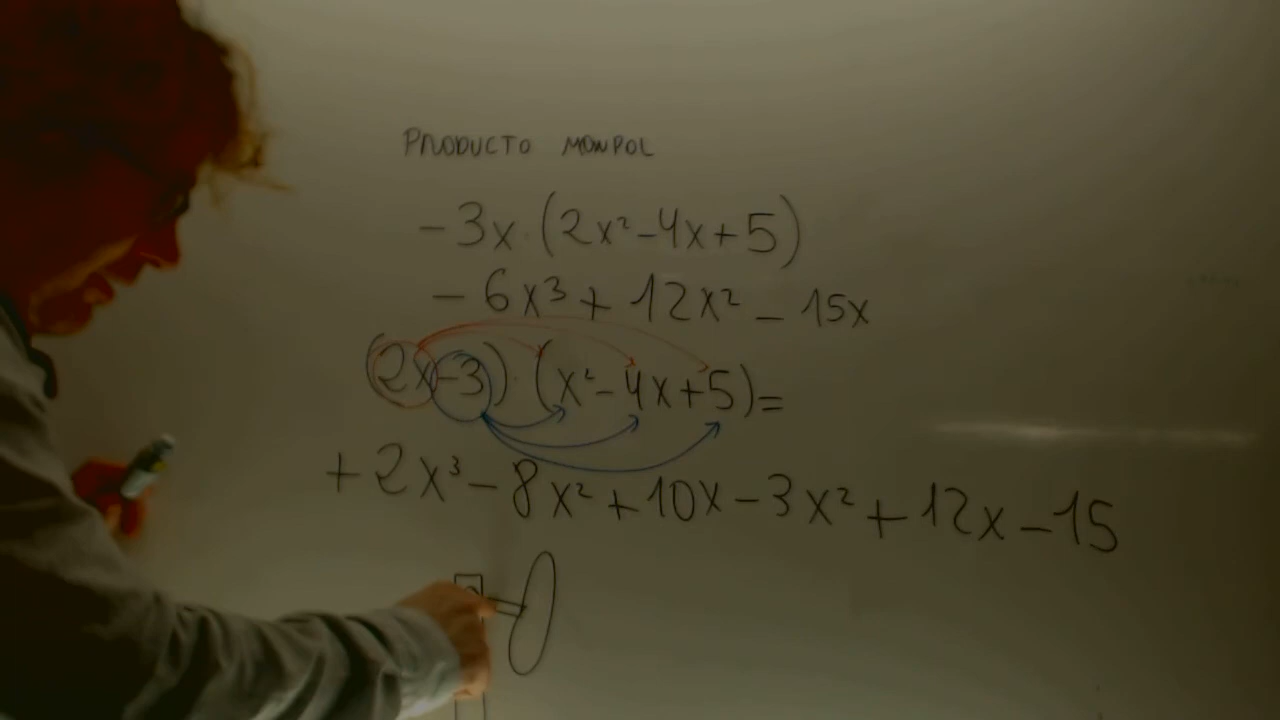 PRODUCTO MONPOL
-3x·(2x²-4x+5)
-6x³+12x²-15x
(2x-3)·(x²-4x+5)=
+2x³-8x²+10x-3x²+12x-15